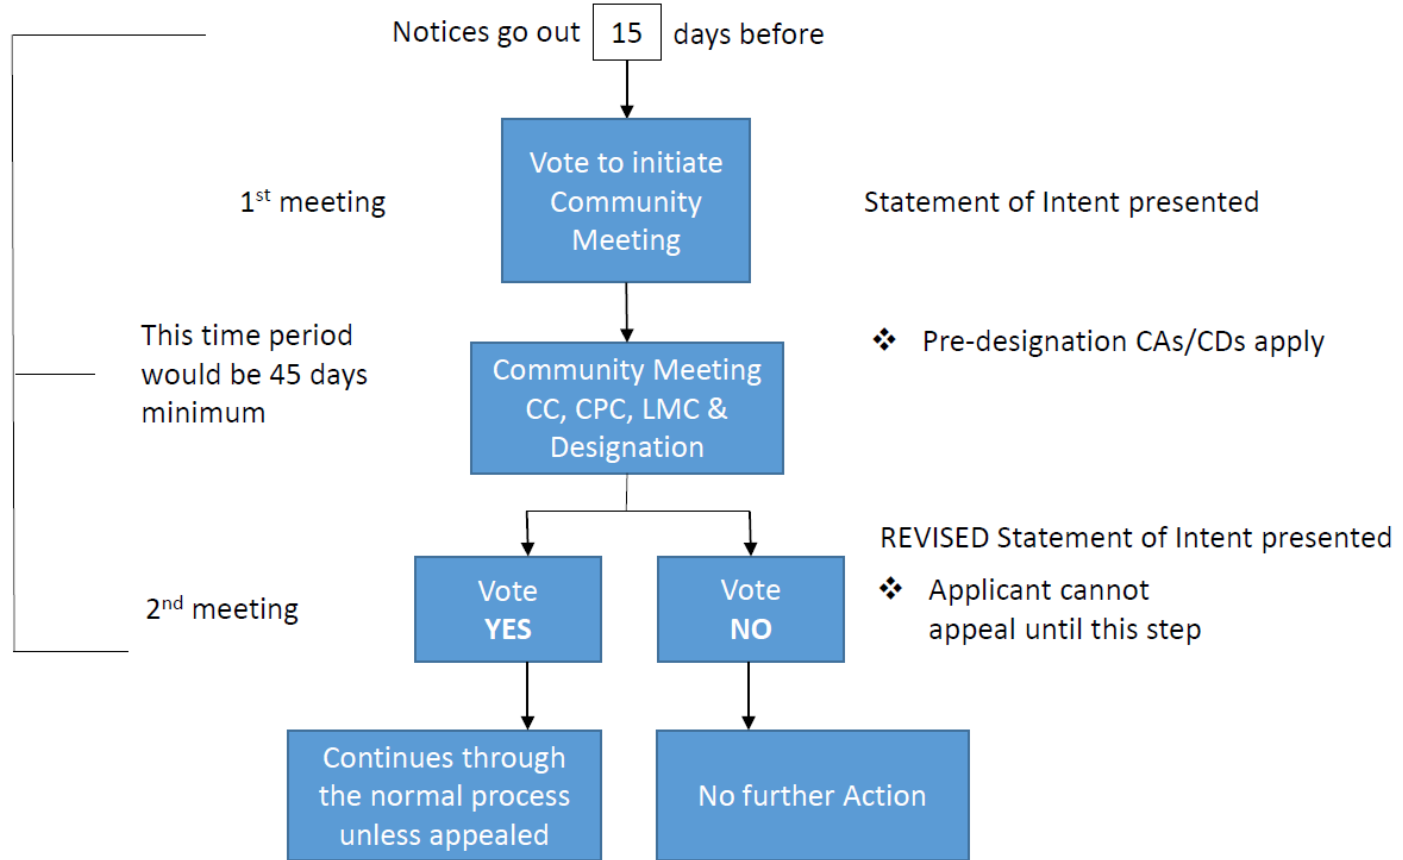 Notices go out 15 days before
Vote to initiate
Community
Meeting
1st meeting
Statement of Intent presented
This time period
would be 45 days
minimum
❖ Pre-designation CAs/CDs apply
Community Meeting
CC, CPC, LMC &
Designation
REVISED Statement of Intent presented
❖ Applicant cannot
appeal until this step
2nd meeting
Vote
YES
Vote
NO
Continues through
the normal process
unless appealed
No further Action